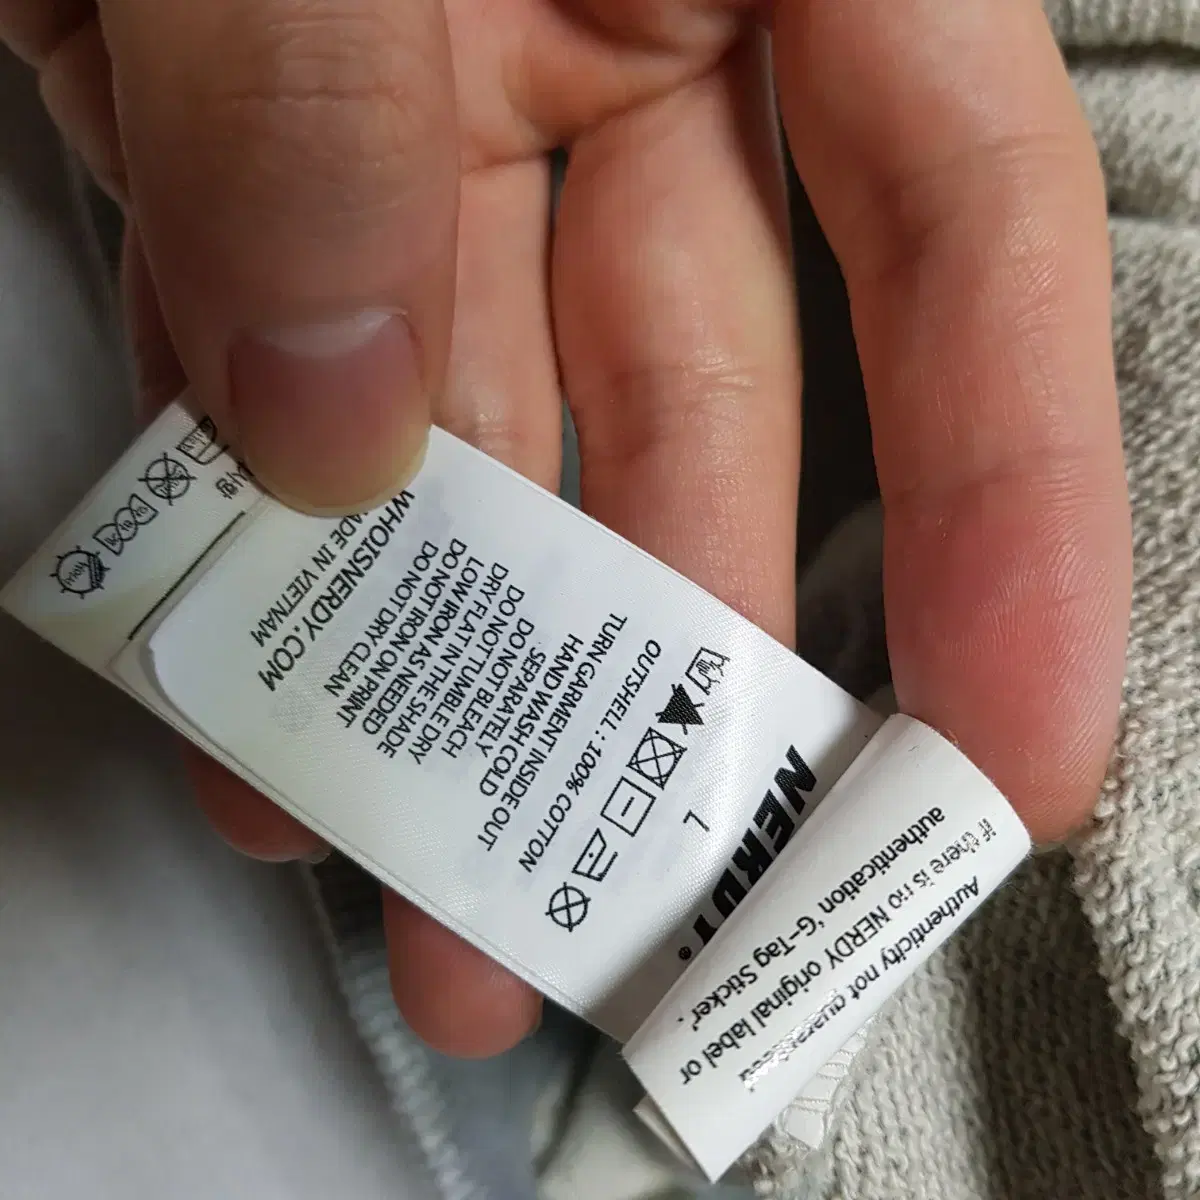 Authenticity not guaranteed
if there is no NERDY original label or
authentication 'G-Tag Sticker'.
NERDY®
L
OUTSHELL : 100% COTTON
TURN GARMENT INSIDE OUT
HAND WASH COLD
SEPARATELY
DO NOT BLEACH
DO NOT TUMBLE DRY
DRY FLAT IN THE SHADE
LOW IRON AS NEEDED
DO NOT IRON ON PRINT
DO NOT DRY CLEAN
WHOISNERDY.COM
MADE IN VIETNAM